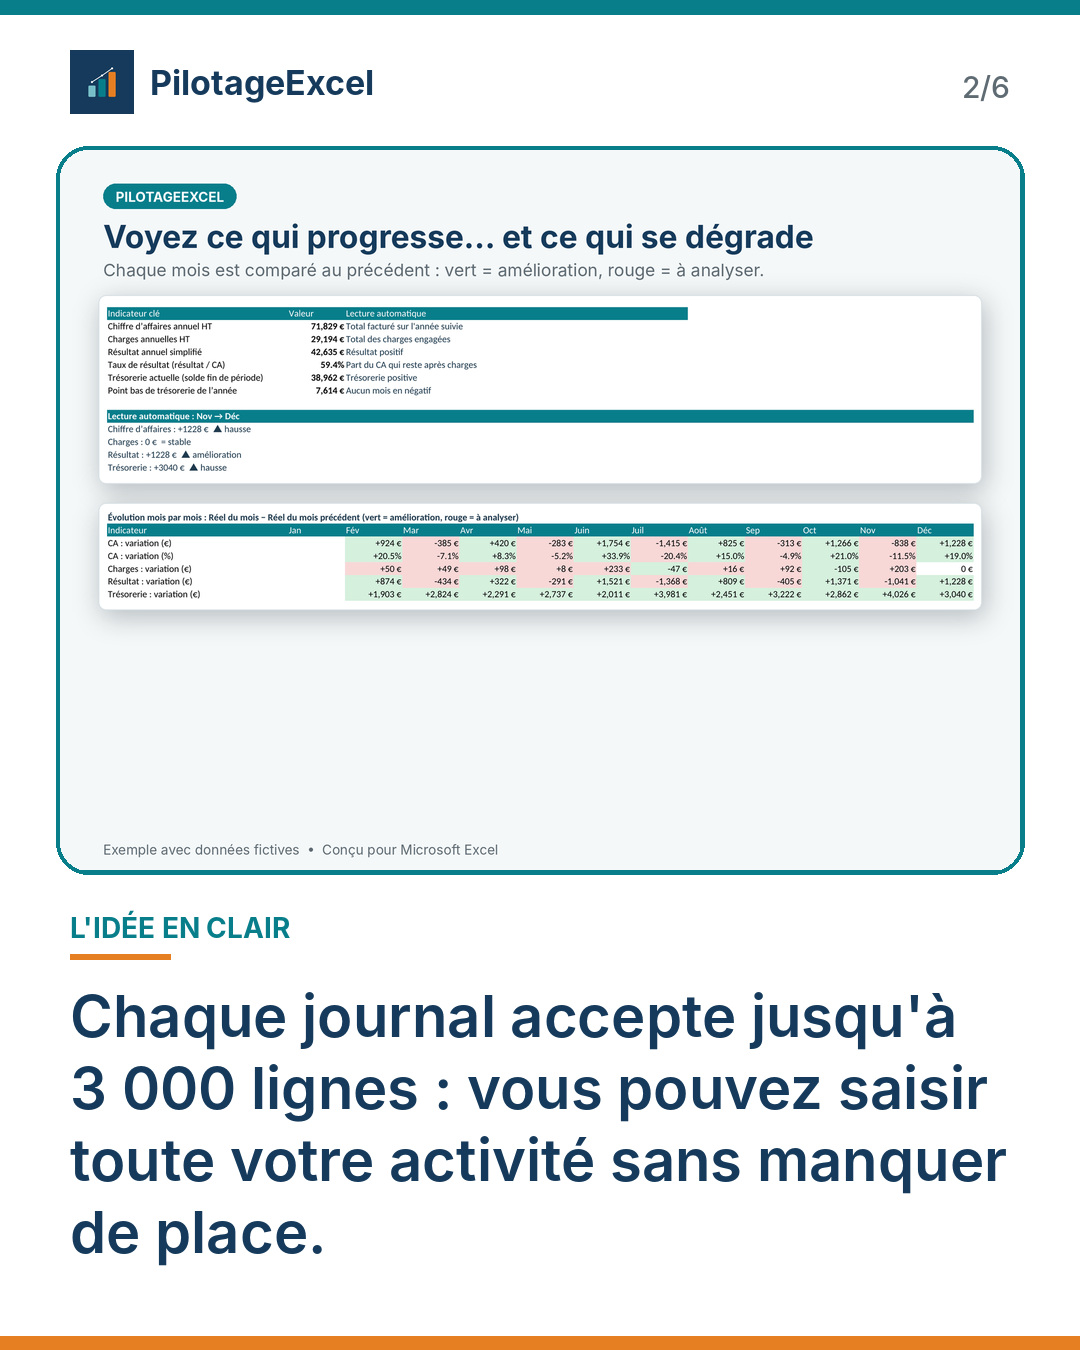 PilotageExcel
2/6
PILOTAGEEXCEL
Voyez ce qui progresse… et ce qui se dégrade
Chaque mois est comparé au précédent : vert = amélioration, rouge = à analyser.
Indicateur clé Valeur Lecture automatique
Chiffre d'affaires annuel HT 71,829 € Total facturé sur l'année suivie
Charges annuelles HT 29,194 € Total des charges engagées
Résultat annuel simplifié 42,635 € Résultat positif
Taux de résultat (résultat / CA) 59.4% Part du CA qui reste après charges
Trésorerie actuelle (solde fin de période) 38,962 € Trésorerie positive
Point bas de trésorerie de l'année 7,614 € Aucun mois en négatif
Lecture automatique : Nov → Déc
Chiffre d'affaires : +1228 € ▲ hausse
Charges : 0 € = stable
Résultat : +1228 € ▲ amélioration
Trésorerie : +3040 € ▲ hausse
Évolution mois par mois : Réel du mois − Réel du mois précédent (vert = amélioration, rouge = à analyser)
Indicateur Jan Fév Mar Avr Mai Juin Juil Août Sep Oct Nov Déc
CA : variation (€) +924 € -385 € +420 € -283 € +1,754 € -1,415 € +825 € -313 € +1,266 € -838 € +1,228 €
CA : variation (%) +20.5% -7.1% +8.3% -5.2% +33.9% -20.4% +15.0% -4.9% +21.0% -11.5% +19.0%
Charges : variation (€) +50 € +49 € +98 € +8 € +233 € -47 € +16 € +92 € -105 € +203 € 0 €
Résultat : variation (€) +874 € -434 € +322 € -291 € +1,521 € -1,368 € +809 € -405 € +1,371 € -1,041 € +1,228 €
Trésorerie : variation (€) +1,903 € +2,824 € +2,291 € +2,737 € +2,011 € +3,981 € +2,451 € +3,222 € +2,862 € +4,026 € +3,040 €
Exemple avec données fictives • Conçu pour Microsoft Excel
L'IDÉE EN CLAIR
Chaque journal accepte jusqu'à
3 000 lignes : vous pouvez saisir
toute votre activité sans manquer
de place.